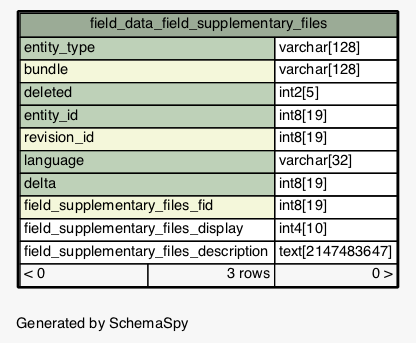 field_data_field_supplementary_files
entity_type varchar[128]
bundle varchar[128]
deleted int2[5]
entity_id int8[19]
revision_id int8[19]
language varchar[32]
delta int8[19]
field_supplementary_files_fid int8[19]
field_supplementary_files_display int4[10]
field_supplementary_files_description text[2147483647]
< 0 3 rows 0 >
Generated by SchemaSpy